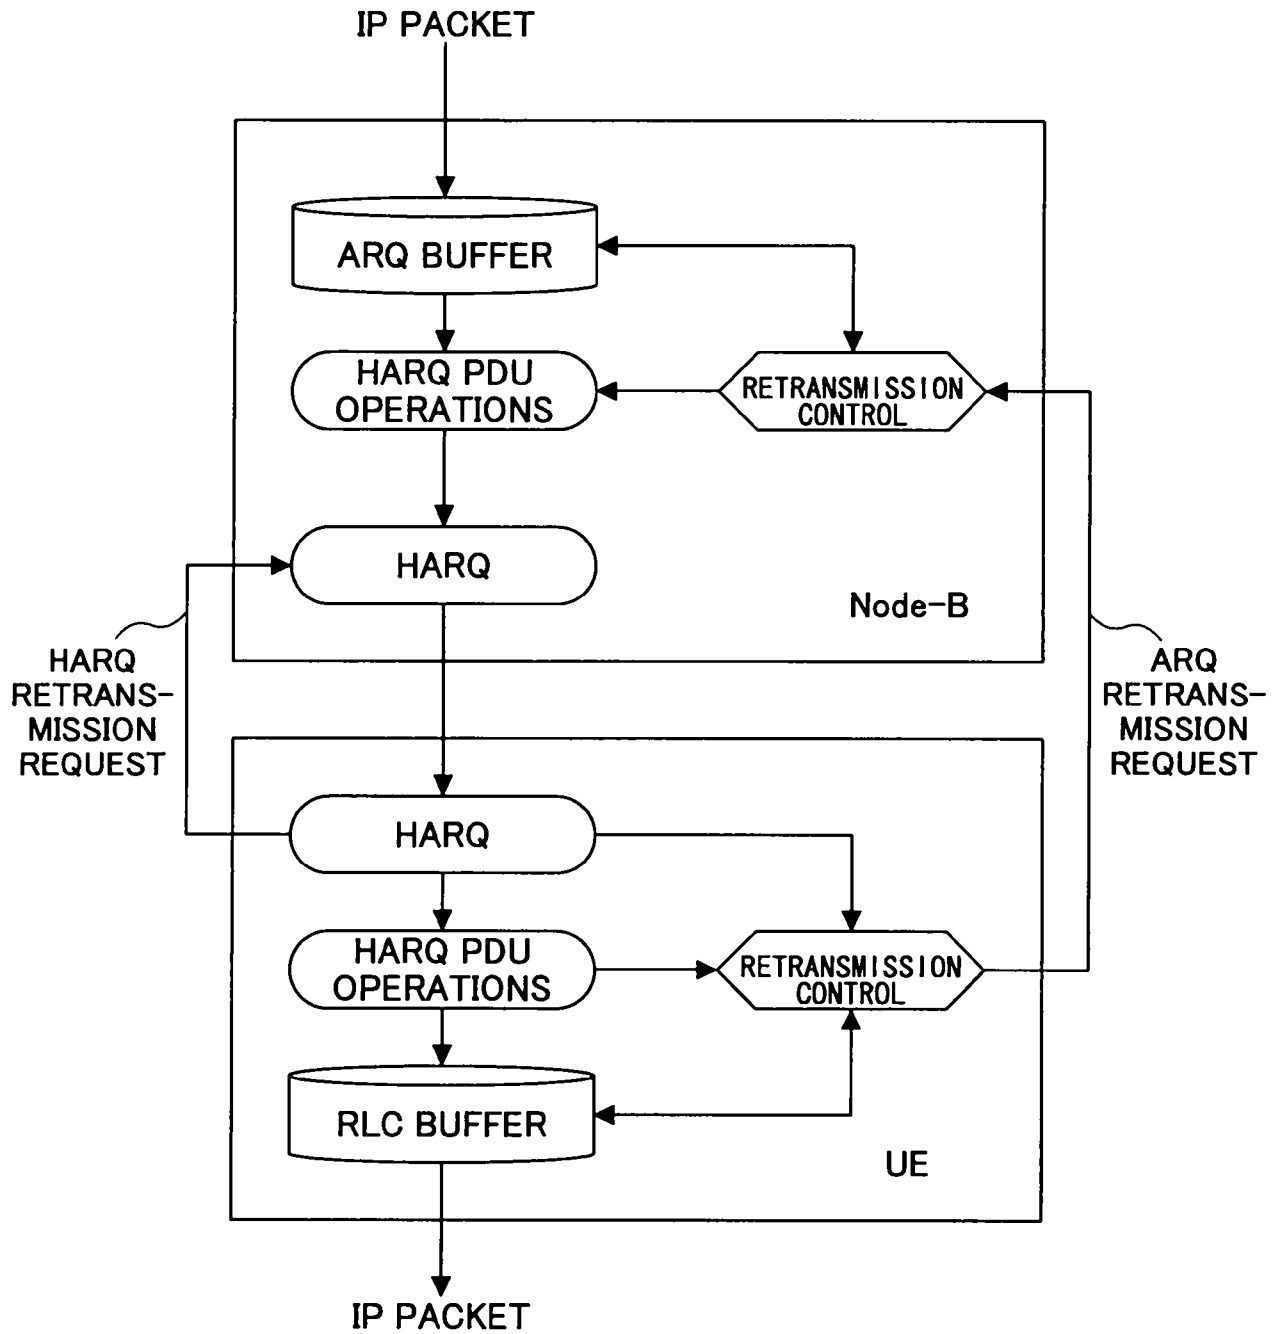 IP PACKET
ARQ BUFFER
HARQ PDU
OPERATIONS
RETRANSMISSION
CONTROL
HARQ
Node-B
HARQ
RETRANS-
MISSION
REQUEST
ARQ
RETRANS-
MISSION
REQUEST
HARQ
HARQ PDU
OPERATIONS
RETRANSMISSION
CONTROL
RLC BUFFER
UE
IP PACKET